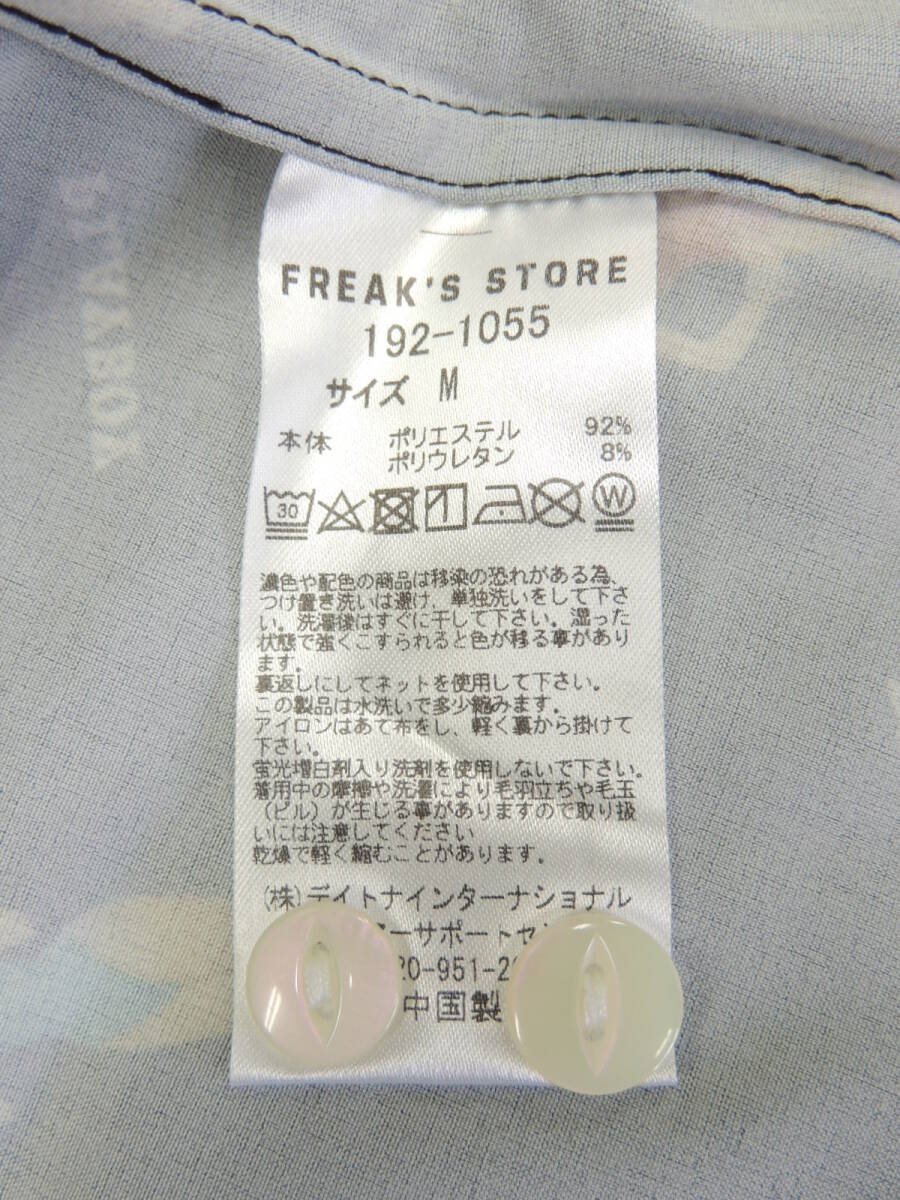 FREAK'S STORE
192-1055
サイズ M
本体 ポリエステル 92%
ポリウレタン 8%
30
W
濃色や配色の商品は移染の恐れがある為、
つけ置き洗いは避け、単独洗いをして下さ
い。洗濯後はすぐに干して下さい。湿った
状態で強くこすられると色が移る事があり
ます。
裏返しにしてネットを使用して下さい。
この製品は水洗いで多少縮みます。
アイロンはあて布をし、軽く裏から掛けて
下さい。
蛍光増白剤入り洗剤を使用しないで下さい。
着用中の摩擦や洗濯により毛羽立ちや毛玉
（ピル）が生じる事がありますので取り扱
いには注意してください
乾燥で軽く縮むことがあります。
(株)デイトナインターナショナル
ーサポートセ
20-951-2
中国製
PLAYBOY